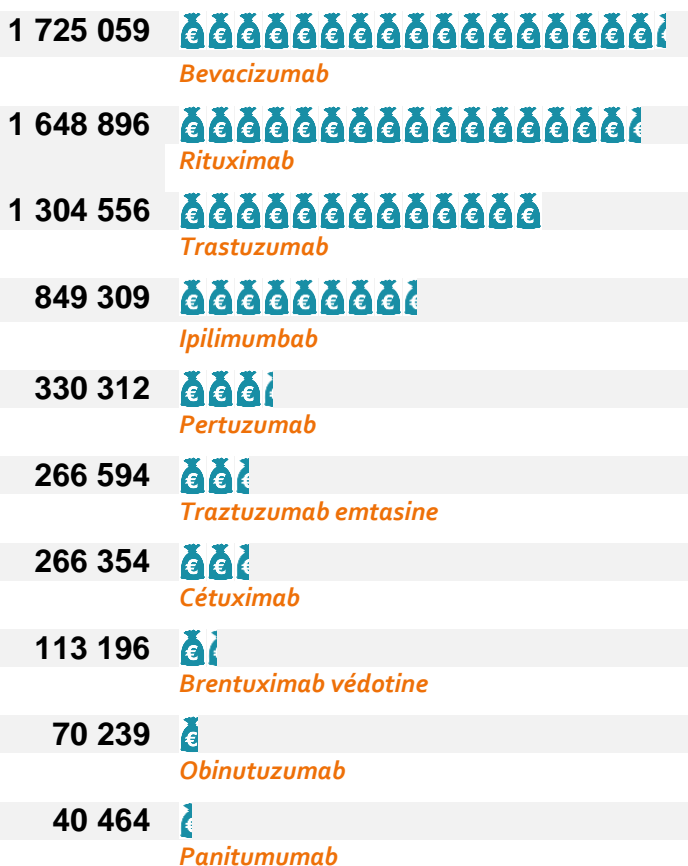 1 725 059
Bevacizumab
1 648 896
Rituximab
1 304 556
Trastuzumab
849 309
Ipilimumbab
330 312
Pertuzumab
266 594
Traztuzumab emtasine
266 354
Cétuximab
113 196
Brentuximab védotine
70 239
Obinutuzumab
40 464
Panitumumab